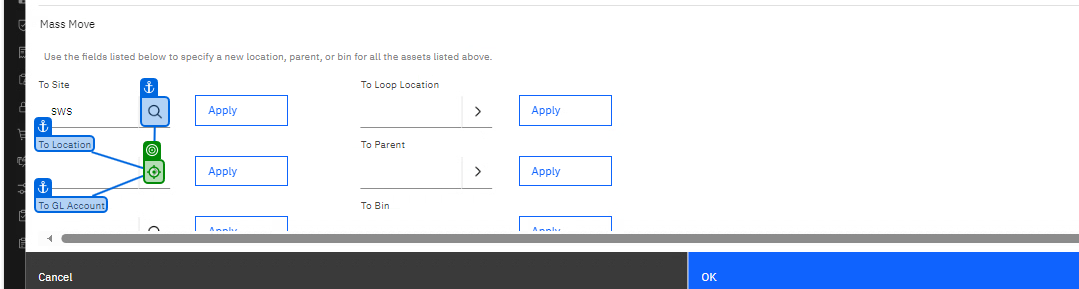 Mass Move
Use the fields listed below to specify a new location, parent, or bin for all the assets listed above.
To Site
To Loop Location
SWS
Apply
Apply
To Location
To Parent
Apply
Apply
To GL Account
To Bin
Apply
Apply
Cancel
OK